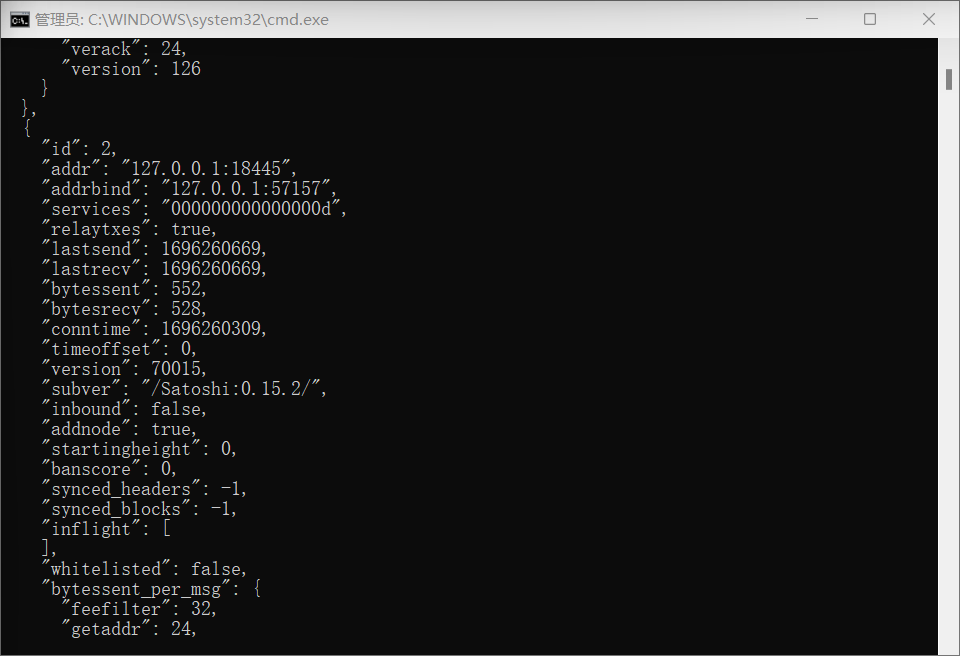 管理员: C:\WINDOWS\system32\cmd.exe
"verack": 24,
"version": 126
}
},
{
"id": 2,
"addr": "127.0.0.1:18445",
"addrbind": "127.0.0.1:57157",
"services": "000000000000000d",
"relaytxes": true,
"lastsend": 1696260669,
"lastrecv": 1696260669,
"bytessent": 552,
"bytesrecv": 528,
"conntime": 1696260309,
"timeoffset": 0,
"version": 70015,
"subver": "/Satoshi:0.15.2/",
"inbound": false,
"addnode": true,
"startingheight": 0,
"banscore": 0,
"synced_headers": -1,
"synced_blocks": -1,
"inflight": [
],
"whitelisted": false,
"bytessent_per_msg": {
"feefilter": 32,
"getaddr": 24,